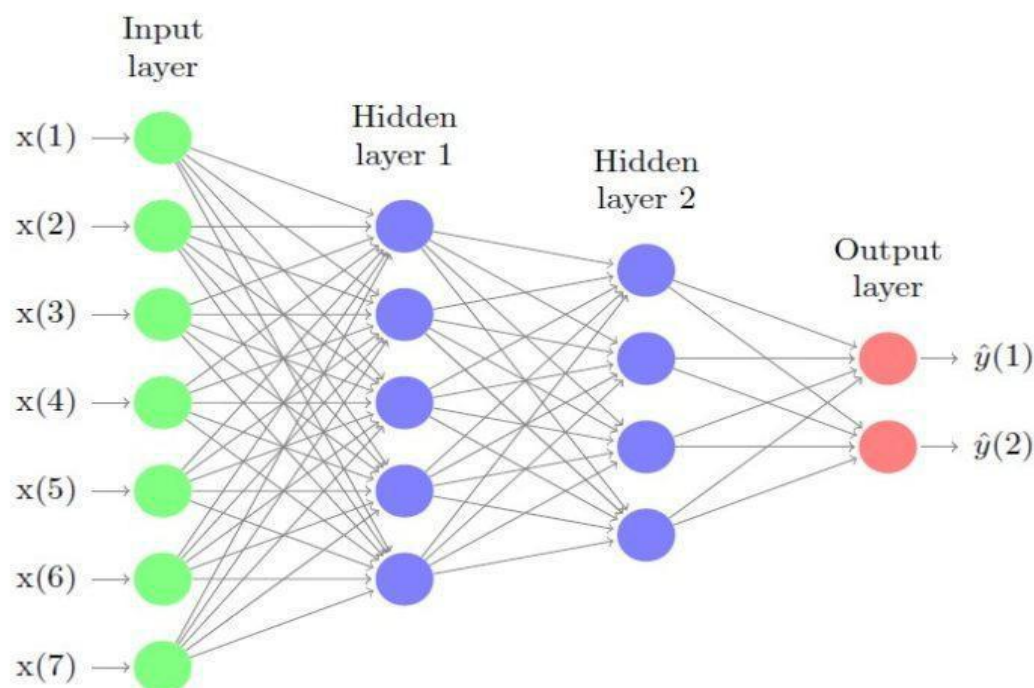 Input
layer
x(1)
x(2)
x(3)
x(4)
x(5)
x(6)
x(7)
Hidden
layer 1
Hidden
layer 2
Output
layer
ŷ(1)
ŷ(2)